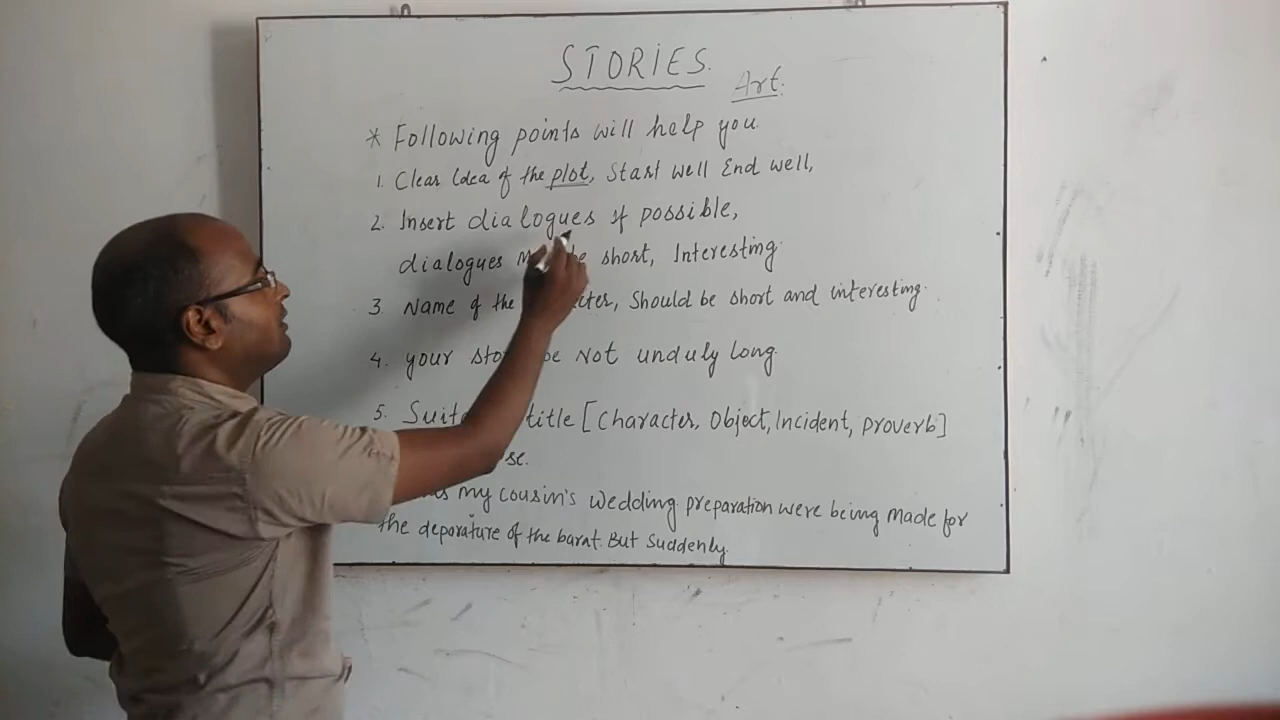 STORIES.
Art.
* Following points will help you.
1. Clear Idea of the plot, Start well End well,
2. Insert dialogues if possible,
dialogues short, Interesting.
3. Name of the Should be short and interesting.
4. your be Not unduly long.
5. title [Character, Object, Incident, proverb]
my cousin's wedding preparation were being made for
the deporature of the barat. But Suddenly.